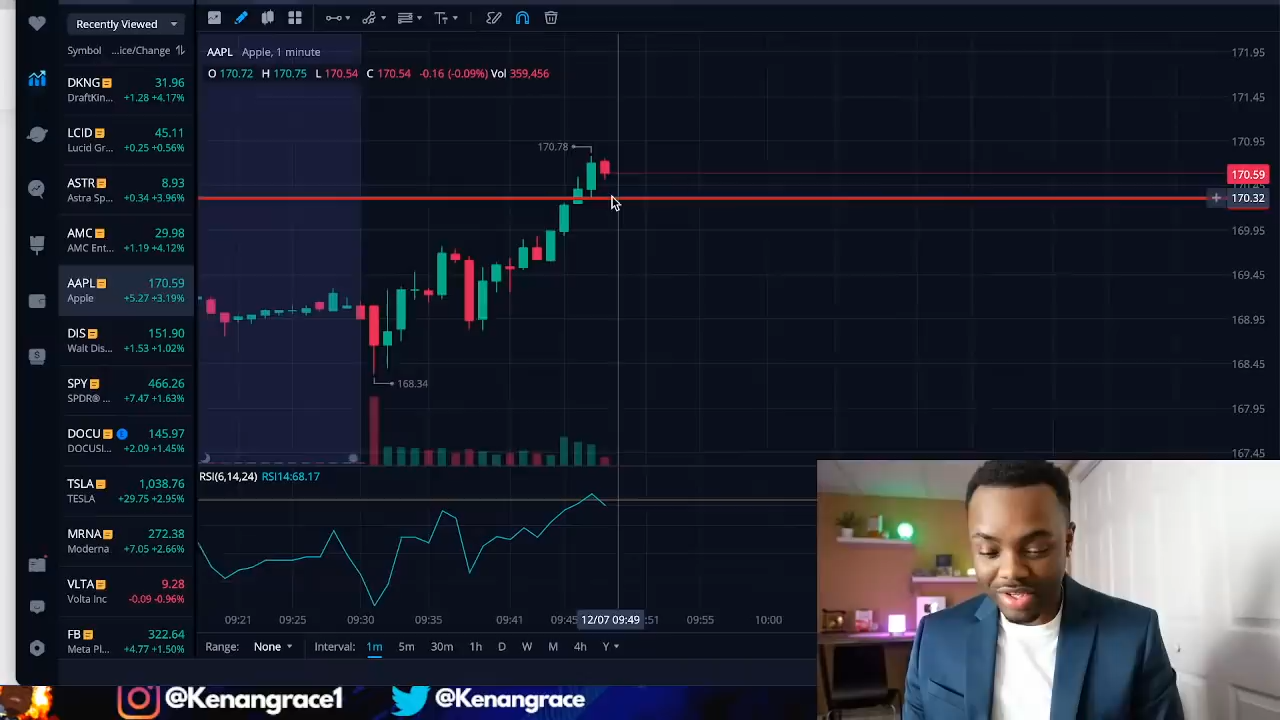 Recently Viewed
Symbol ...ice/Change
DKNG 31.96
DraftKin... +1.28 +4.17%
LCID 45.11
Lucid Gr... +0.25 +0.56%
ASTR 8.93
Astra Sp... +0.34 +3.96%
AMC 29.98
AMC Ent... +1.19 +4.12%
AAPL 170.59
Apple +5.27 +3.19%
DIS 151.90
Walt Dis... +1.53 +1.02%
SPY 466.26
SPDR® ... +7.47 +1.63%
DOCU 145.97
DOCUSI... +2.09 +1.45%
TSLA 1,038.76
TESLA +29.75 +2.95%
MRNA 272.38
Moderna +7.05 +2.66%
VLTA 9.28
Volta Inc -0.09 -0.96%
FB 322.64
Meta Pl... +4.77 +1.50%
AAPL Apple, 1 minute
O 170.72 H 170.75 L 170.54 C 170.54 -0.16 (-0.09%) Vol 359,456
170.78
168.34
171.95
171.45
170.95
170.59
170.32
169.95
169.45
168.95
168.45
167.95
167.45
RSI(6,14,24) RSI14:68.17
09:21 09:25 09:30 09:35 09:41 12/07 09:49 09:55 10:00
Range: None Interval: 1m 5m 30m 1h D W M 4h Y
@Kenangrace1 @Kenangrace